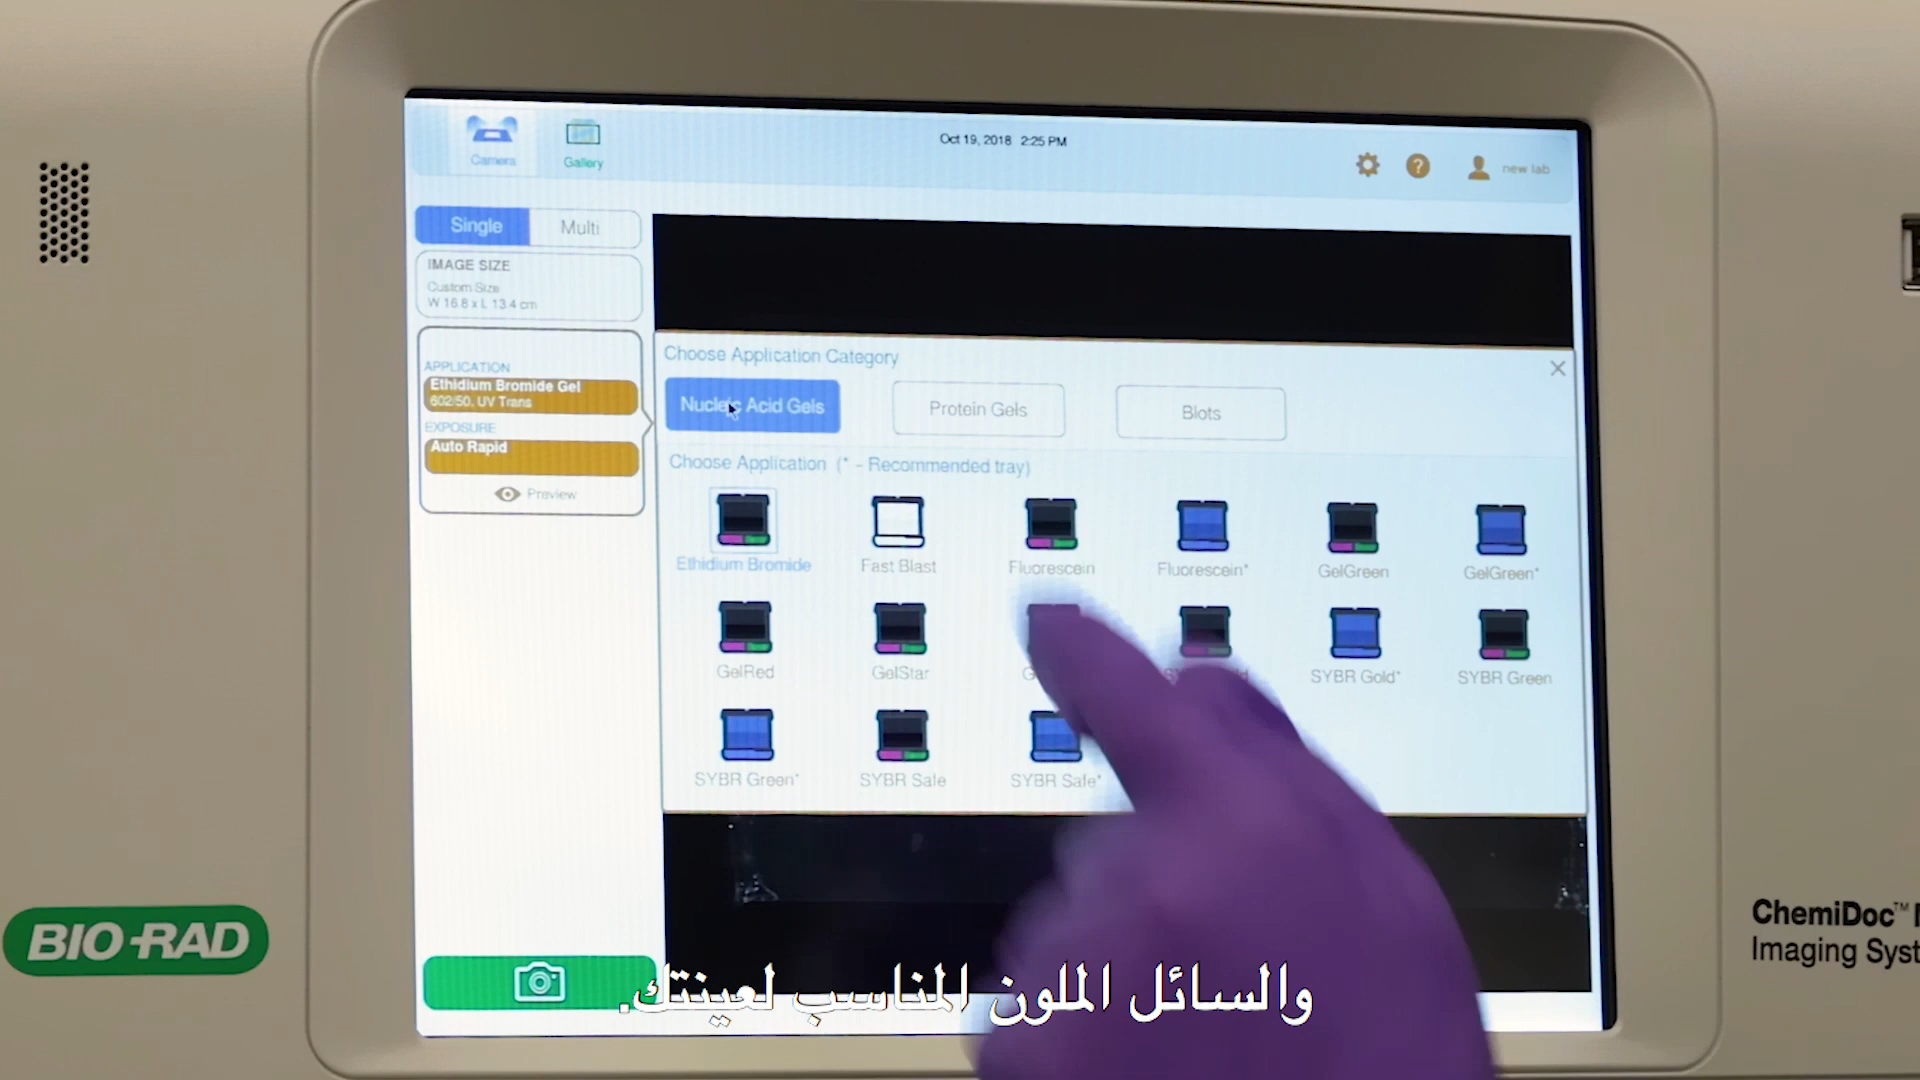 Oct 19, 2018 2:25 PM
Camera
Gallery
new lab
Single
Multi
IMAGE SIZE
Custom Size
W 16.8 x L 13.4 cm
APPLICATION
Ethidium Bromide Gel
602/50, UV Trans
EXPOSURE
Auto Rapid
Preview
Choose Application Category
Nucleic Acid Gels
Protein Gels
Blots
Choose Application (* - Recommended tray)
Ethidium Bromide
Fast Blast
Fluorescein
Fluorescein*
GelGreen
GelGreen*
GelRed
GelStar
SYBR Gold*
SYBR Green
SYBR Green*
SYBR Safe
SYBR Safe*
BIO-RAD
ChemiDoc™
Imaging
والسائل الملون المناسب لعينتك.